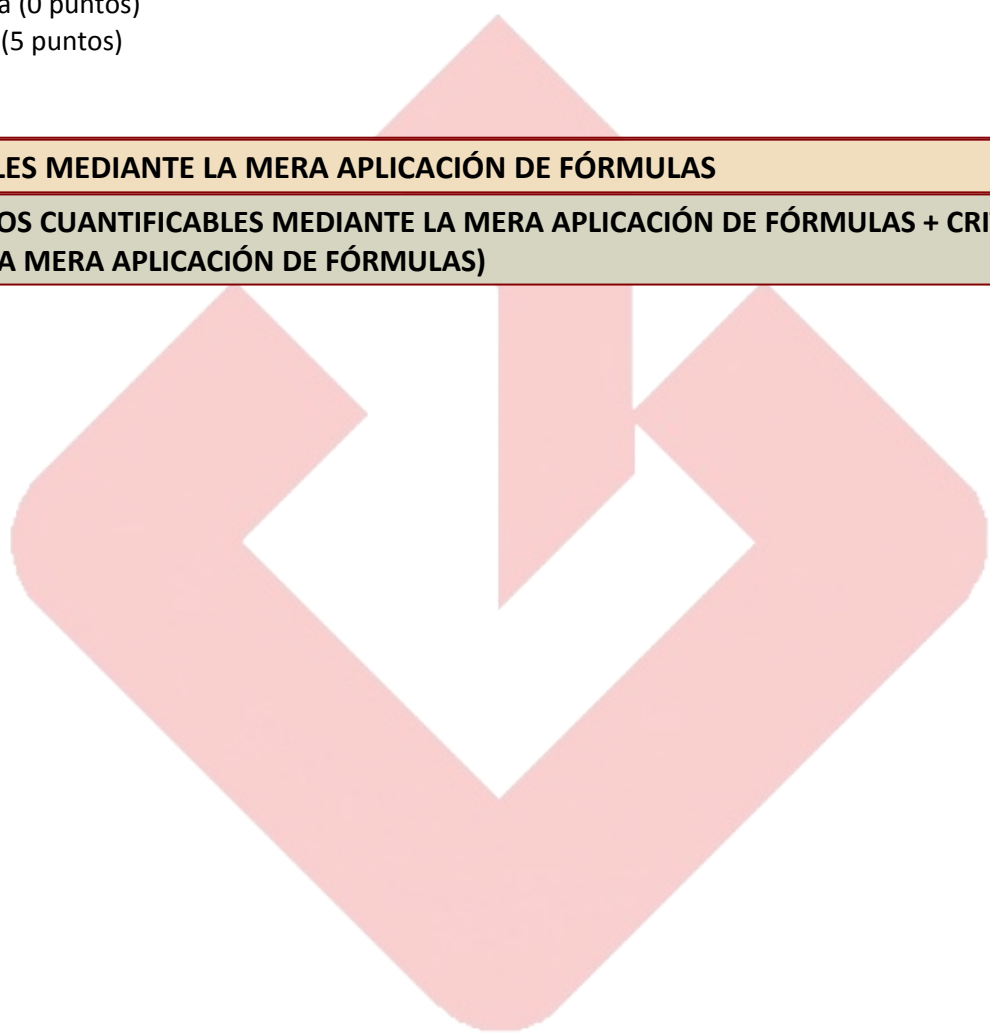 a (0 puntos)
(5 puntos)
LES MEDIANTE LA MERA APLICACIÓN DE FÓRMULAS
OS CUANTIFICABLES MEDIANTE LA MERA APLICACIÓN DE FÓRMULAS + CRI
A MERA APLICACIÓN DE FÓRMULAS)